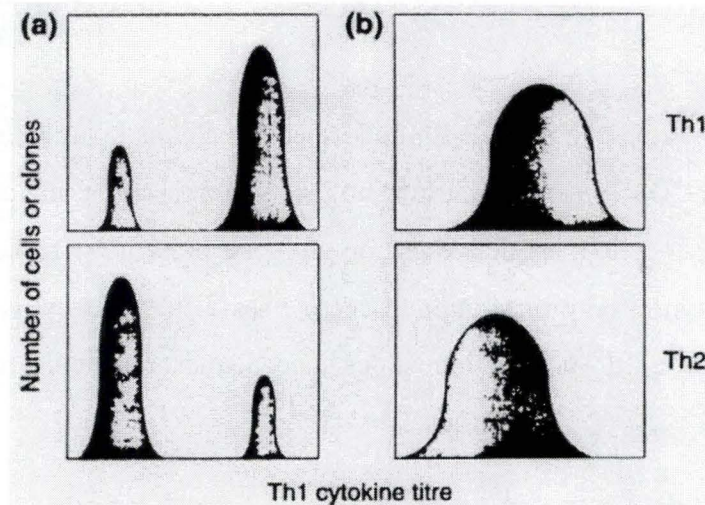 (a)
(b)
Number of cells or clones
Th1
Th2
Th1 cytokine titre